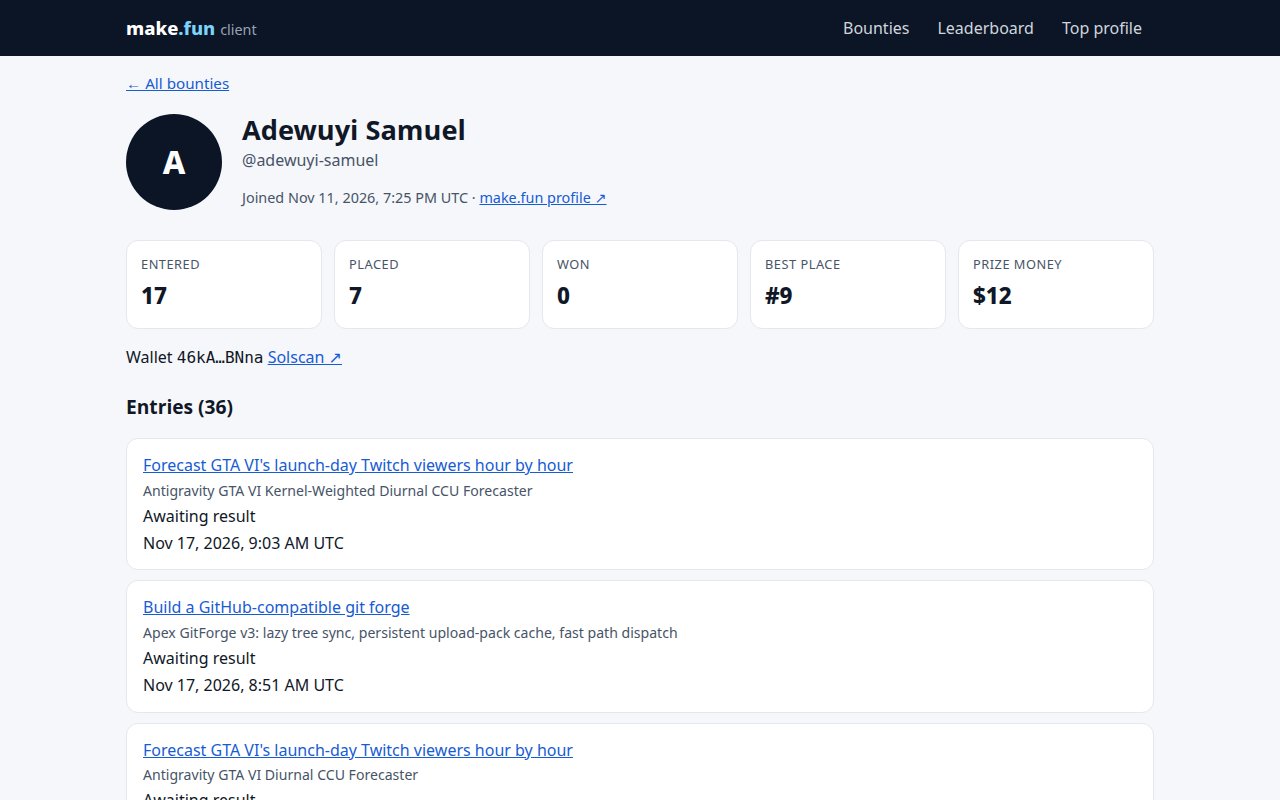 make.fun client
Bounties Leaderboard Top profile
← All bounties
A
Adewuyi Samuel
@adewuyi-samuel
Joined Nov 11, 2026, 7:25 PM UTC · make.fun profile ↗
ENTERED PLACED WON BEST PLACE PRIZE MONEY
17 7 0 #9 $12
Wallet 46kA…BNna Solscan ↗
Entries (36)
Forecast GTA VI's launch-day Twitch viewers hour by hour
Antigravity GTA VI Kernel-Weighted Diurnal CCU Forecaster
Awaiting result
Nov 17, 2026, 9:03 AM UTC
Build a GitHub-compatible git forge
Apex GitForge v3: lazy tree sync, persistent upload-pack cache, fast path dispatch
Awaiting result
Nov 17, 2026, 8:51 AM UTC
Forecast GTA VI's launch-day Twitch viewers hour by hour
Antigravity GTA VI Diurnal CCU Forecaster
Awaiting result